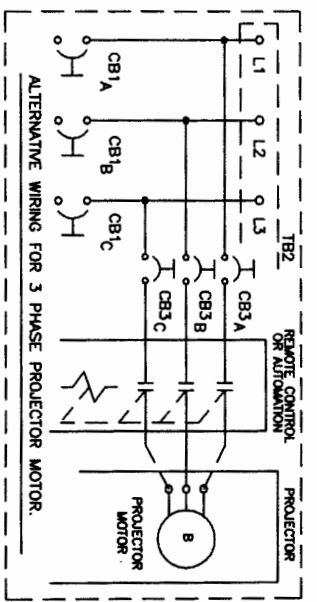 L1
L2
L3
TB2
CB1A
CB1B
CB1C
CB3A
CB3B
CB3C
REMOTE CONTROL
OR AUTOMATION
PROJECTOR
B
PROJECTOR
MOTOR
ALTERNATIVE WIRING FOR 3 PHASE PROJECTOR MOTOR.